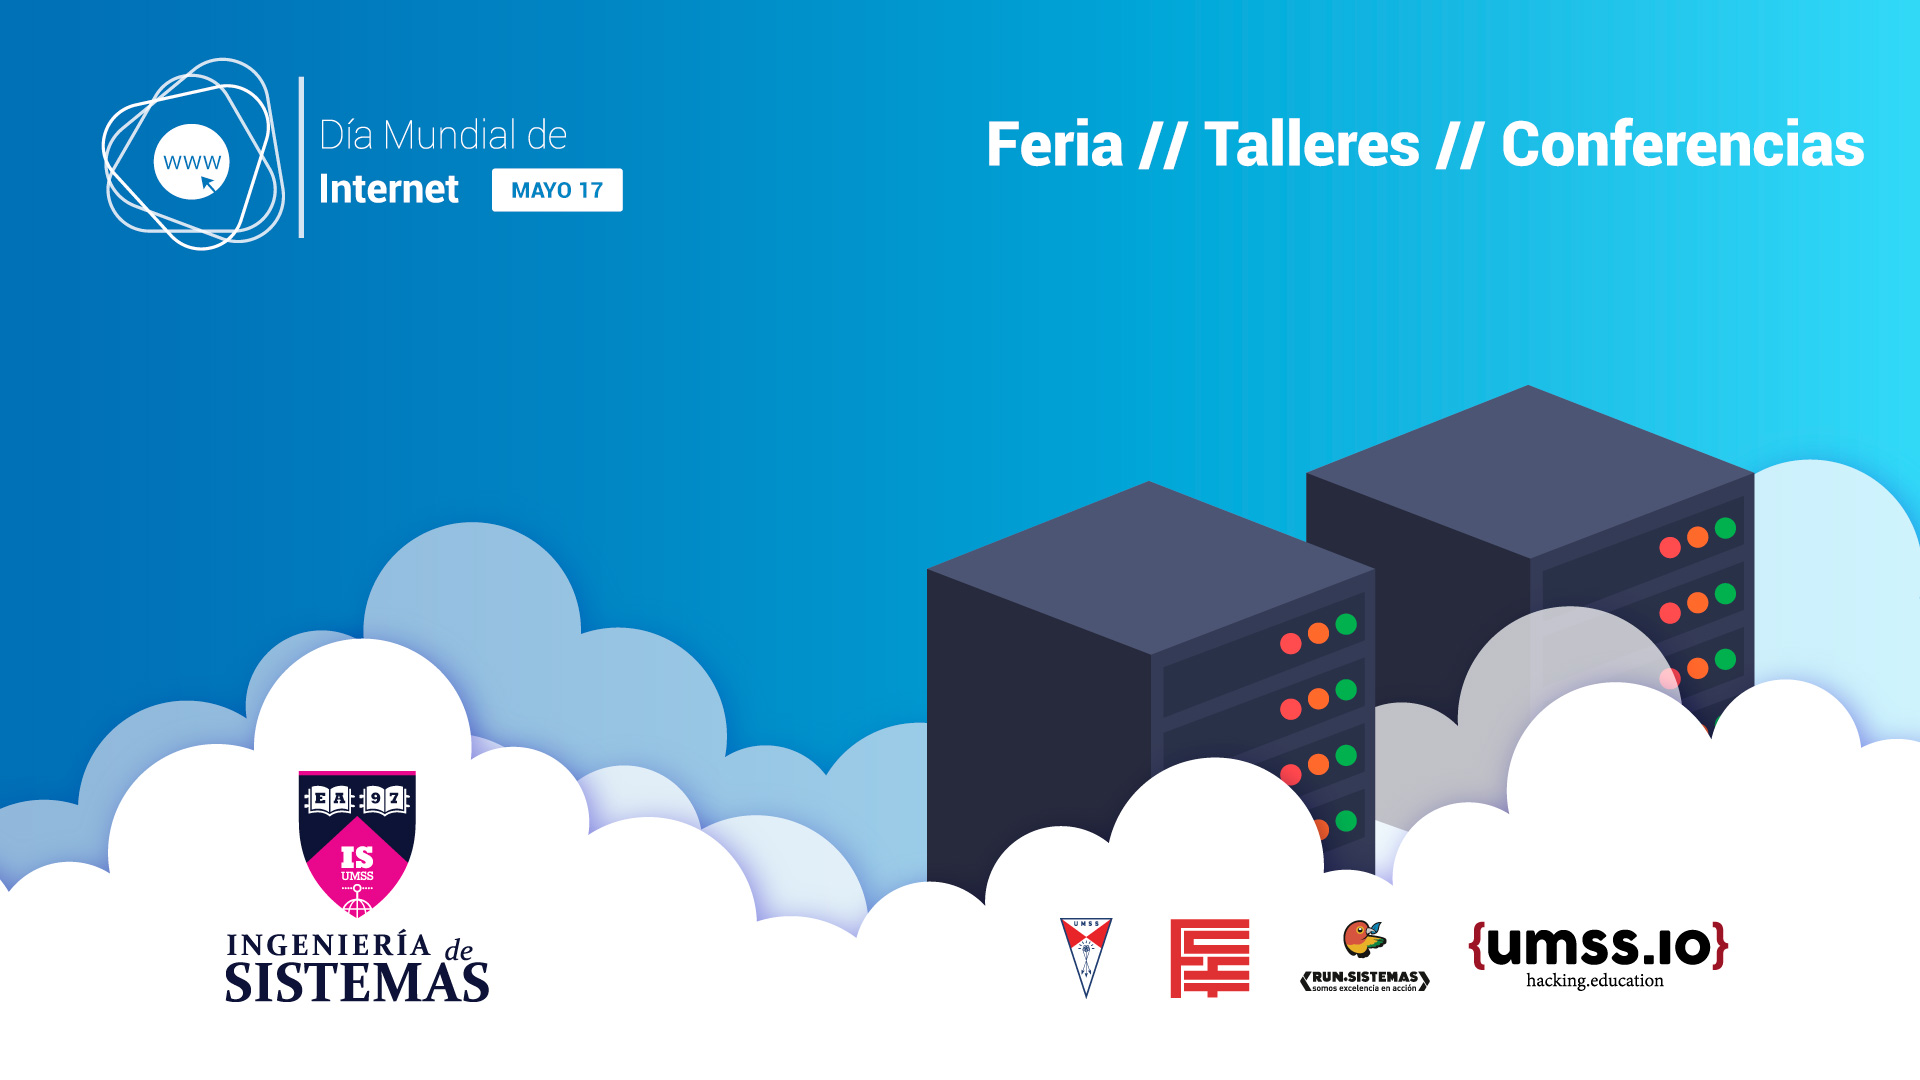 www
Día Mundial de
Internet
MAYO 17
Feria // Talleres // Conferencias
EA 97
IS
UMSS
INGENIERÍA de
SISTEMAS
UMSS
RUN.SISTEMAS
somos excelencia en acción
{umss.io}
hacking.education